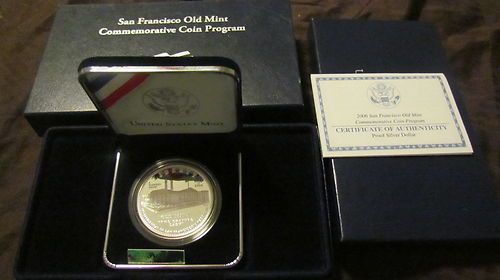 San Francisco Old Mint
Commemorative Coin Program
UNITED STATES MINT
2006 San Francisco Old Mint
Commemorative Coin Program
CERTIFICATE OF AUTHENTICITY
Proof Silver Dollar